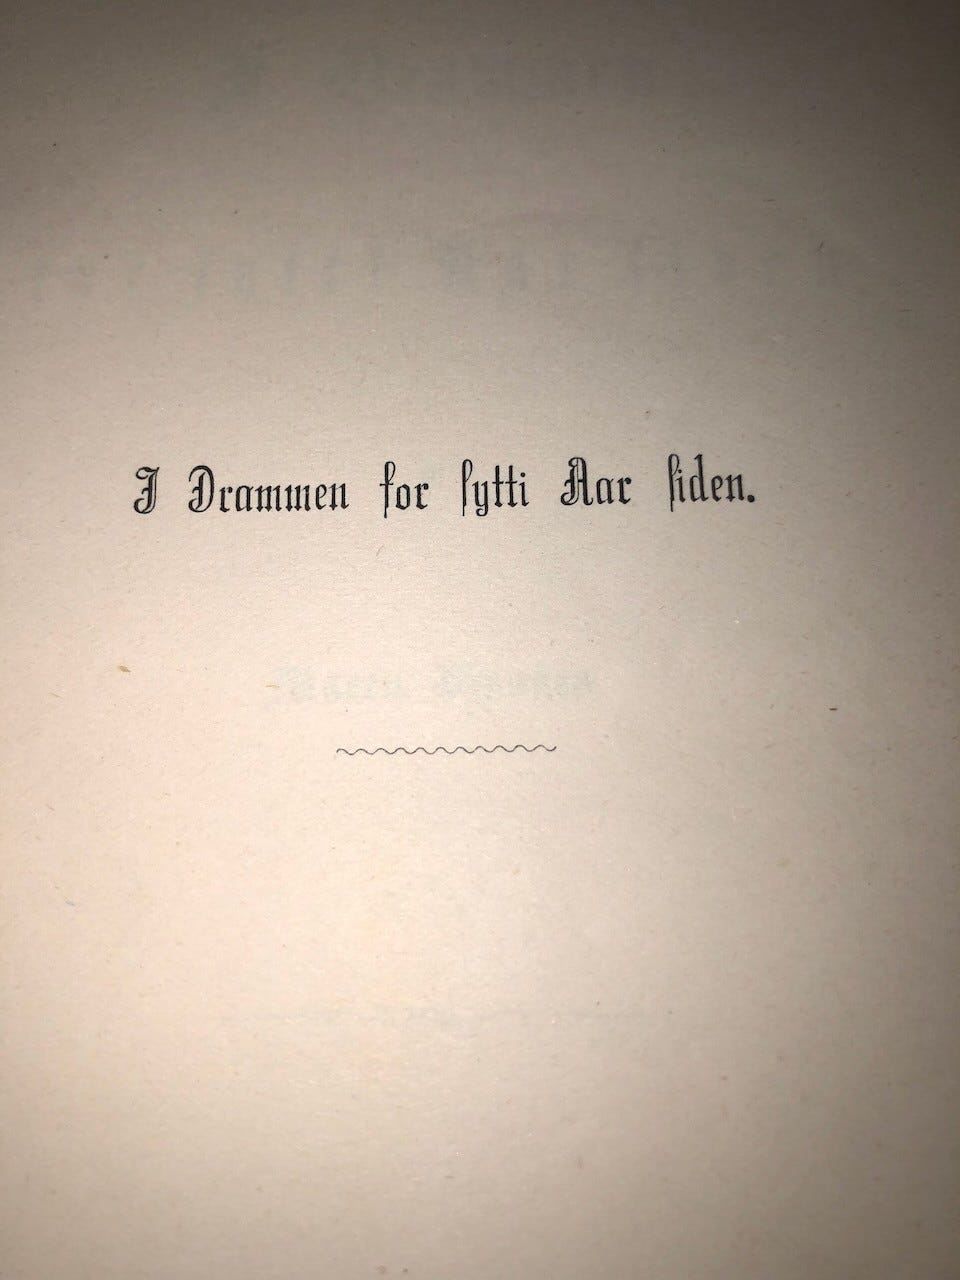 I Drammen for sytti Aar siden.